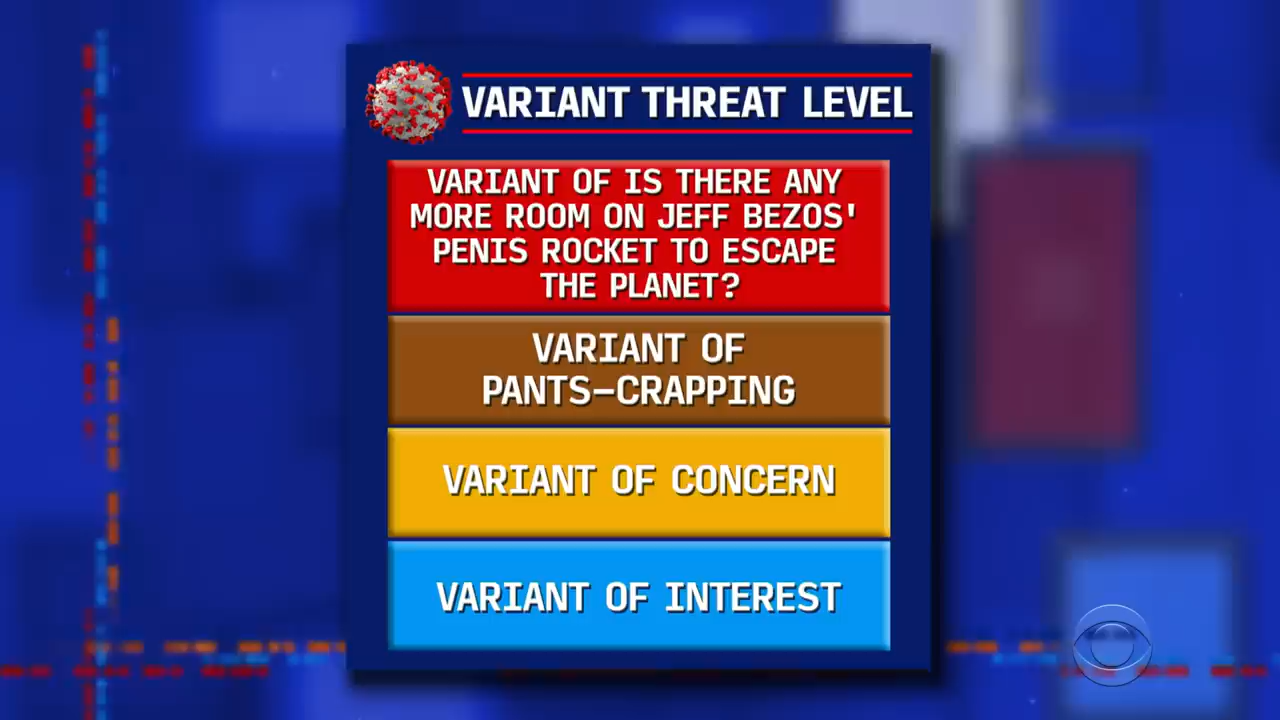 VARIANT THREAT LEVEL
VARIANT OF IS THERE ANY
MORE ROOM ON JEFF BEZOS'
PENIS ROCKET TO ESCAPE
THE PLANET?
VARIANT OF
PANTS-CRAPPING
VARIANT OF CONCERN
VARIANT OF INTEREST